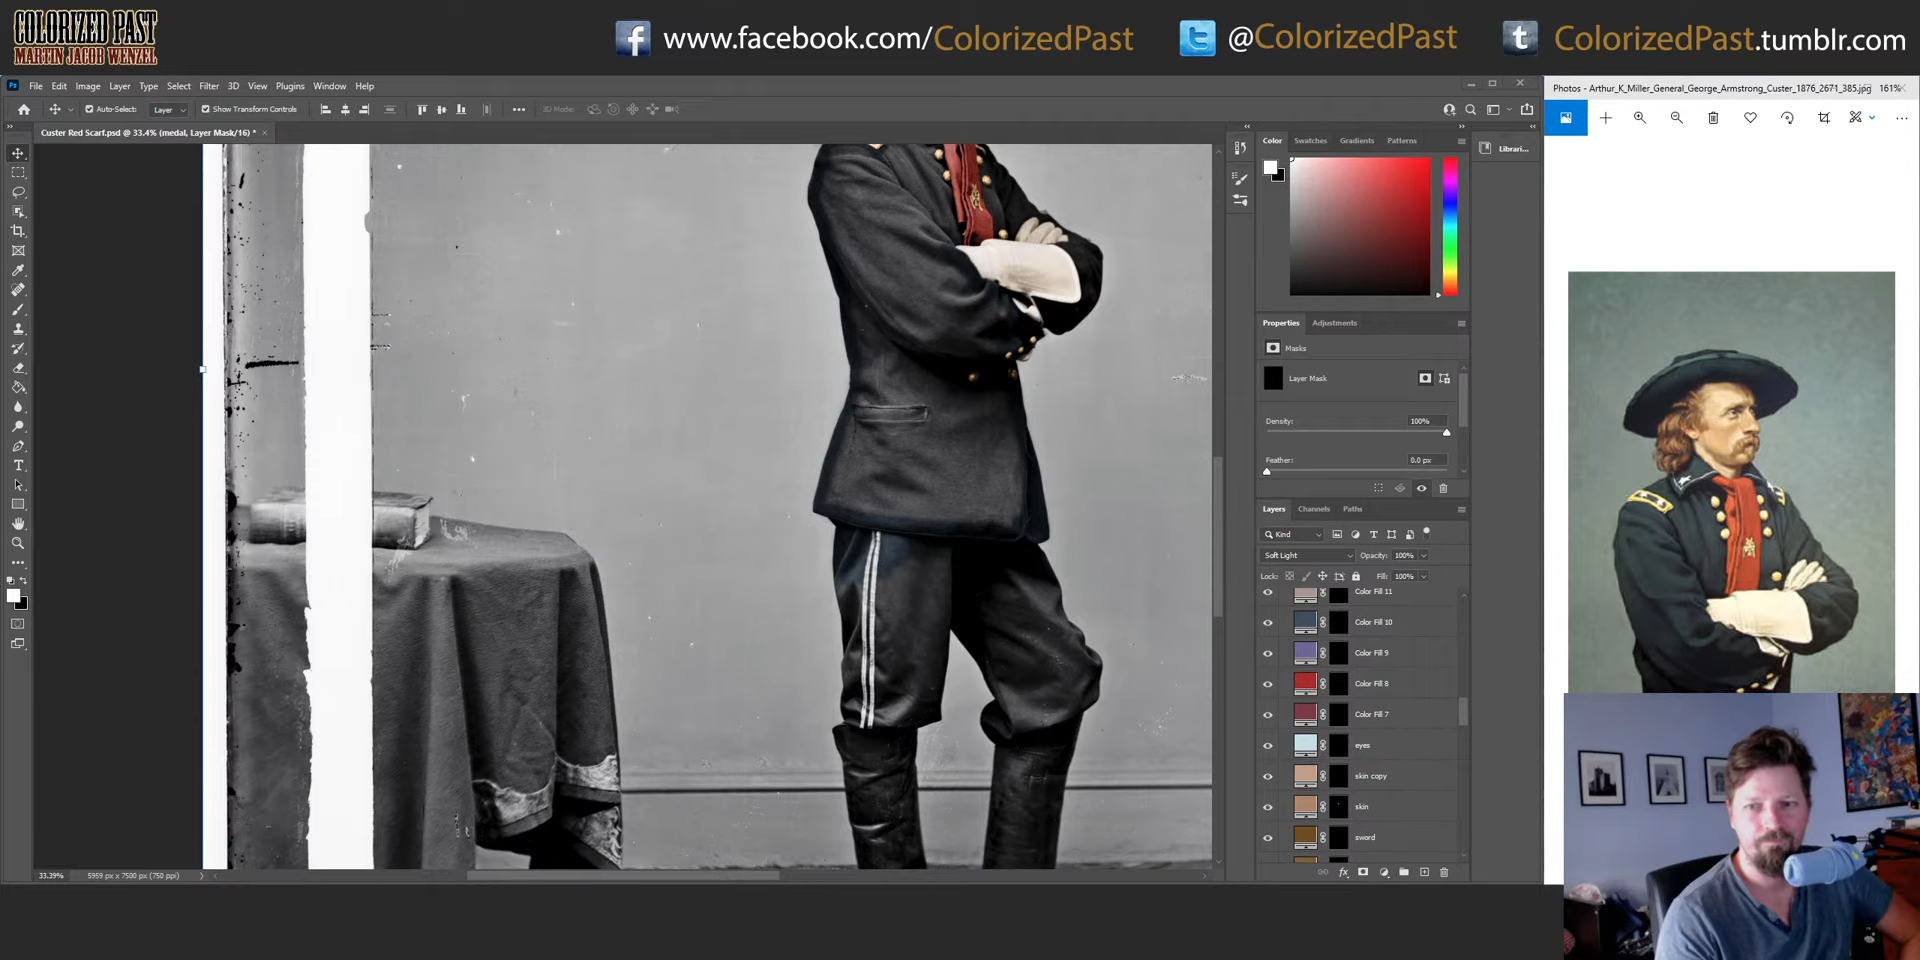 COLORIZED PAST
MARTIN JACOB WENZEL
www.facebook.com/ColorizedPast
@ColorizedPast
ColorizedPast.tumblr.com
Ps File Edit Image Layer Type Select Filter 3D View Plugins Window Help
Auto-Select: Layer Show Transform Controls 3D Mode:
Custer Red Scarf.psd @ 33.4% (medal, Layer Mask/16) *
Color Swatches Gradients Patterns
Librari...
Properties Adjustments
Masks
Layer Mask
Density: 100%
Feather: 0.0 px
Layers Channels Paths
Kind
Soft Light Opacity: 100%
Lock: Fill: 100%
Color Fill 11
Color Fill 10
Color Fill 9
Color Fill 8
Color Fill 7
eyes
skin copy
skin
sword
33.39% 5959 px x 7500 px (750 ppi)
Photos - Arthur_K_Miller_General_George_Armstrong_Custer_1876_2671_385.jpg 161%